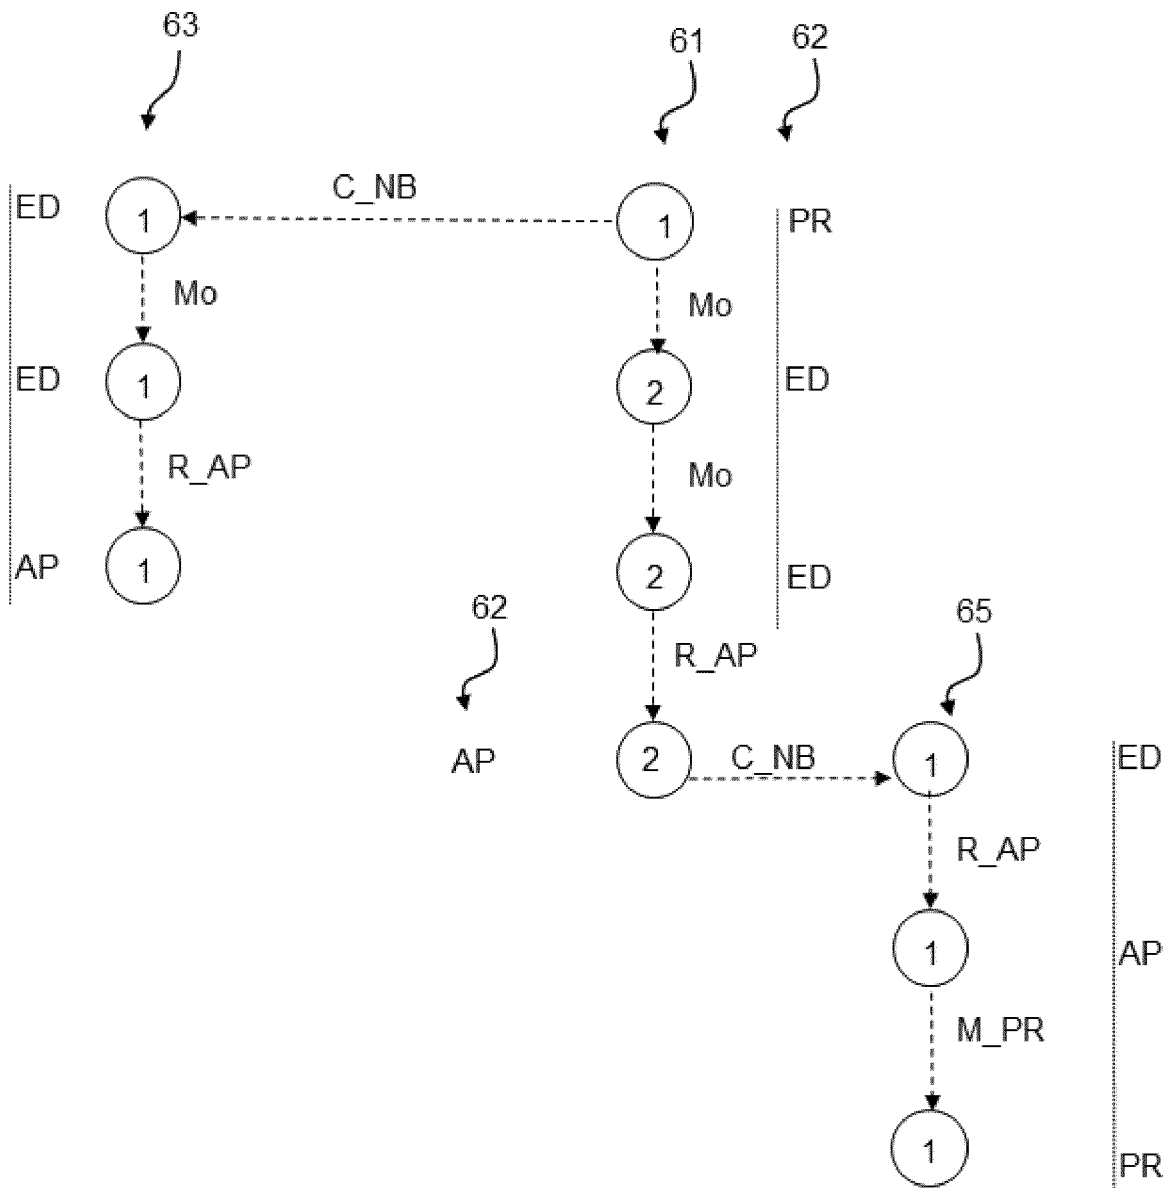 63 61 62
ED 1 C_NB 1 PR
Mo Mo
ED 1 2 ED
R_AP Mo
AP 1 2 ED
62 65
R_AP
AP 2 C_NB 1 ED
R_AP
1 AP
M_PR
1 PR